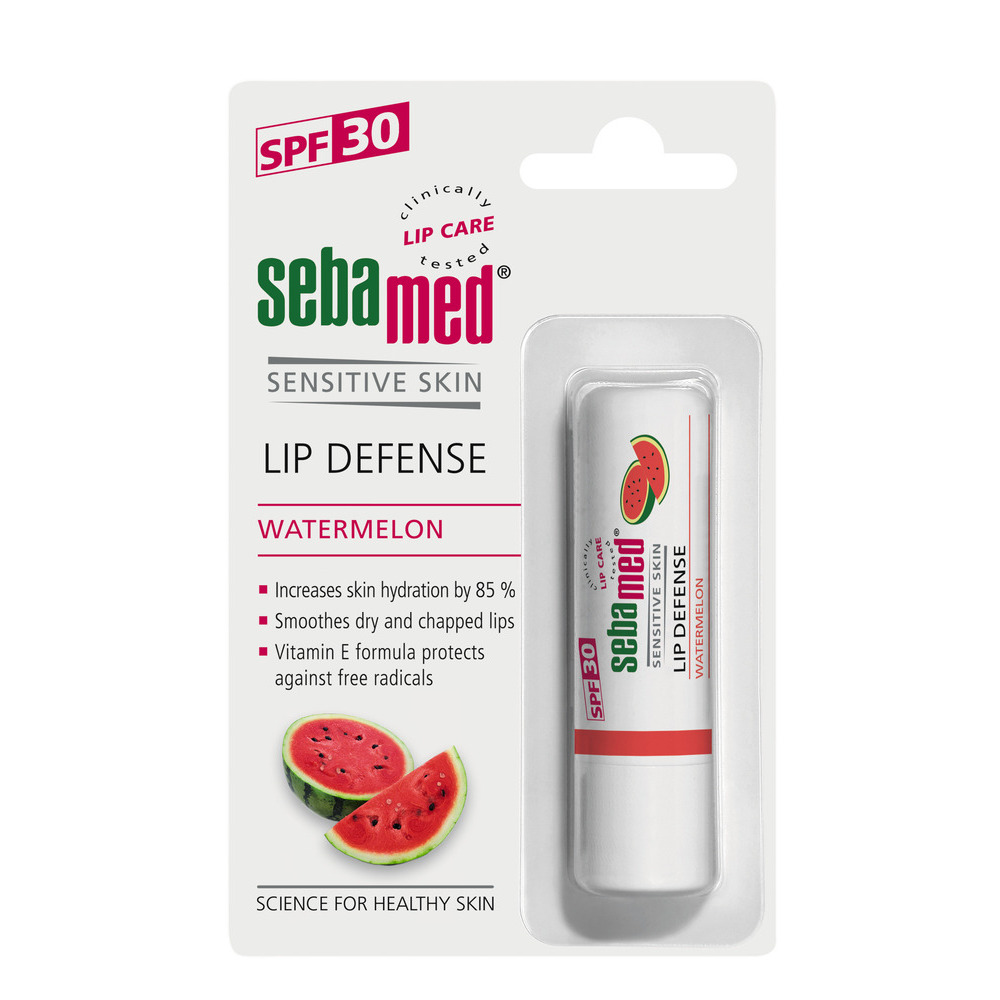 SPF 30
clinically
LIP CARE
tested
sebamed®
SENSITIVE SKIN
LIP DEFENSE
WATERMELON
Increases skin hydration by 85 %
Smoothes dry and chapped lips
Vitamin E formula protects
against free radicals
SCIENCE FOR HEALTHY SKIN
SPF 30
clinically
LIP CARE
tested
sebamed®
SENSITIVE SKIN
LIP DEFENSE
WATERMELON